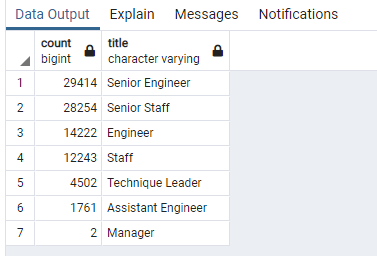 Data Output Explain Messages Notifications
count title
bigint character varying
1 29414 Senior Engineer
2 28254 Senior Staff
3 14222 Engineer
4 12243 Staff
5 4502 Technique Leader
6 1761 Assistant Engineer
7 2 Manager